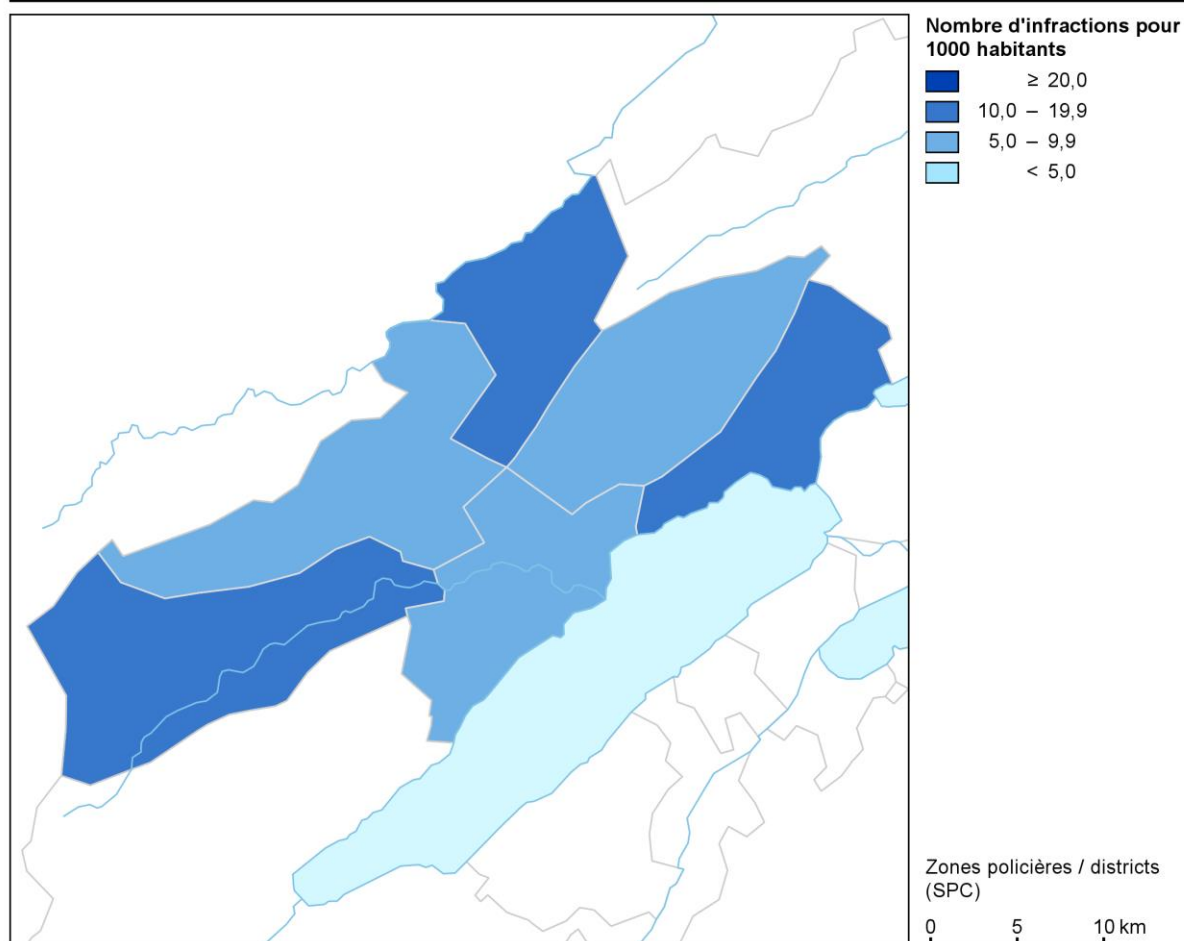 Nombre d'infractions pour
1000 habitants
≥ 20,0
10,0 – 19,9
5,0 – 9,9
< 5,0
Zones policières / districts
(SPC)
0 5 10 km